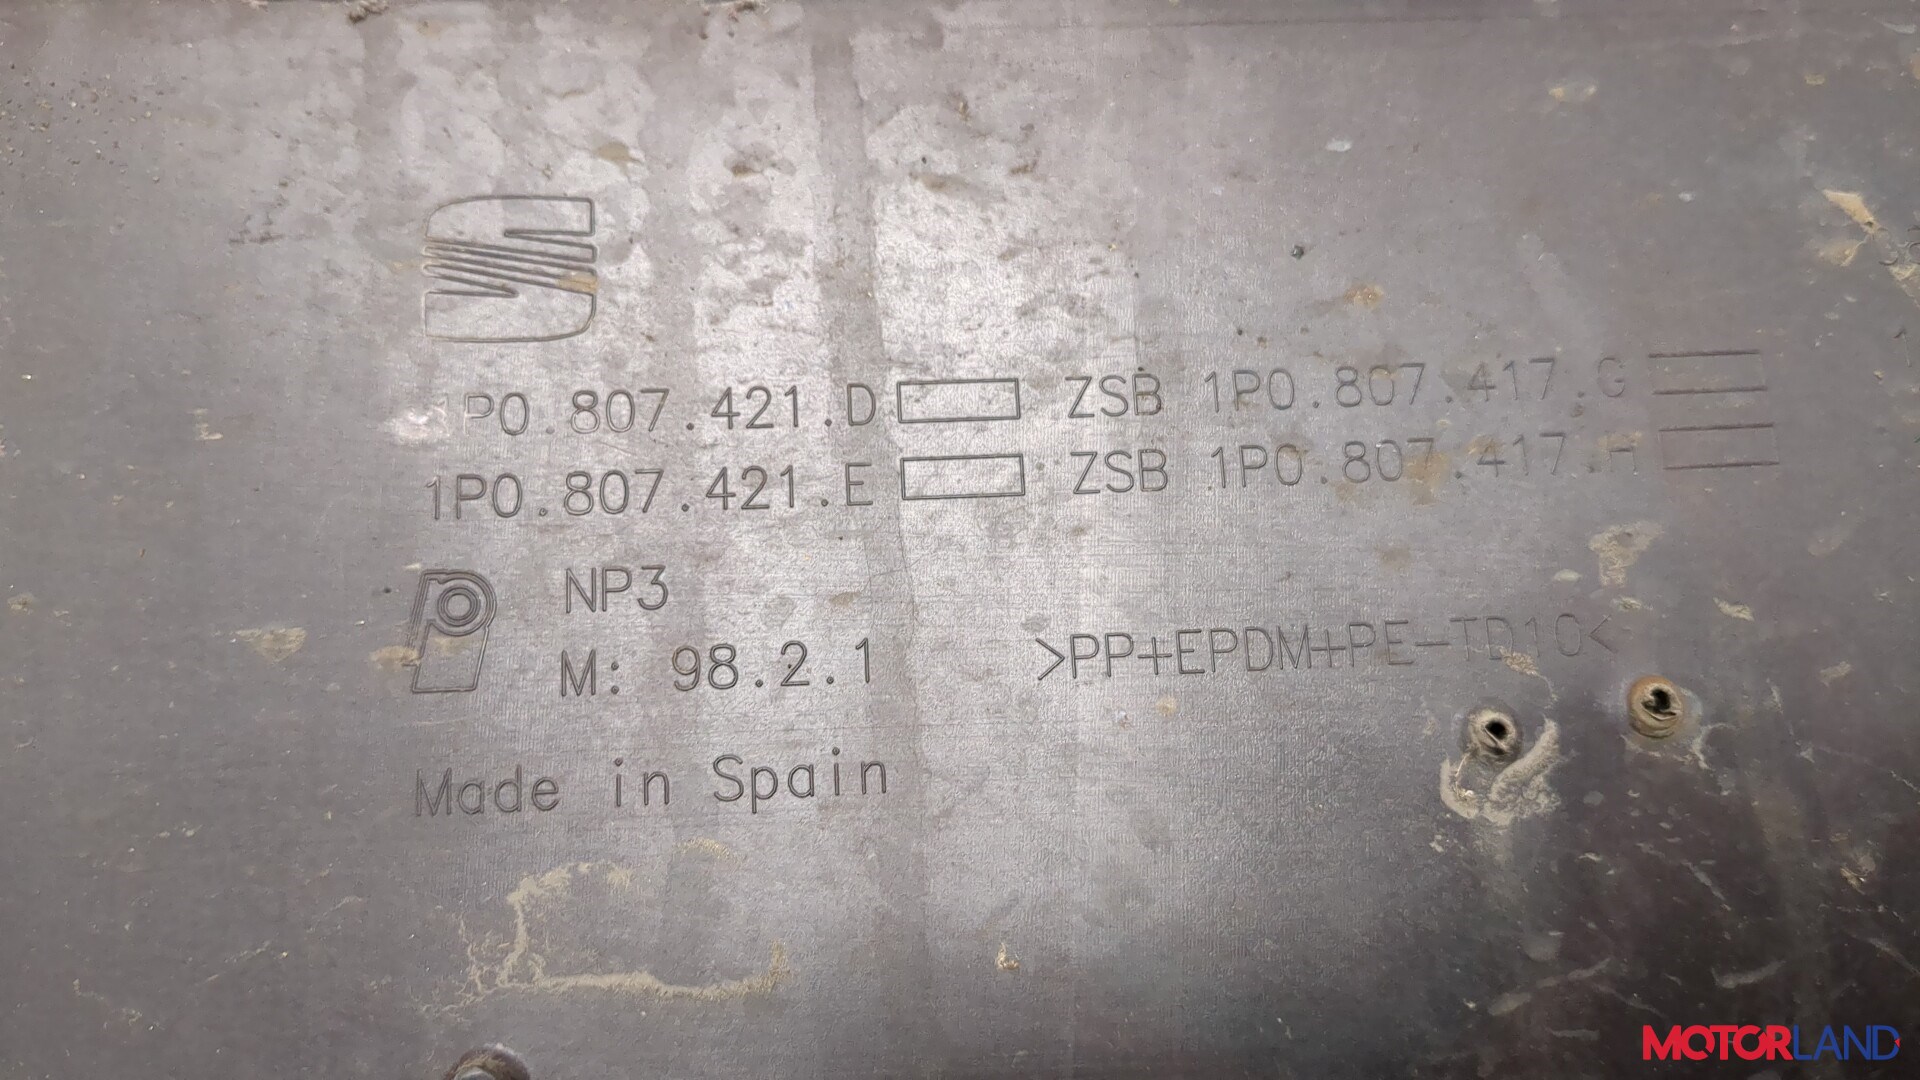 1P0.807.421.D ZSB 1P0.807.417.G
1P0.807.421.E ZSB 1P0.807.417.H
NP3
M: 98.2.1
>PP+EPDM+PE-TD10<
Made in Spain
MOTORLAND